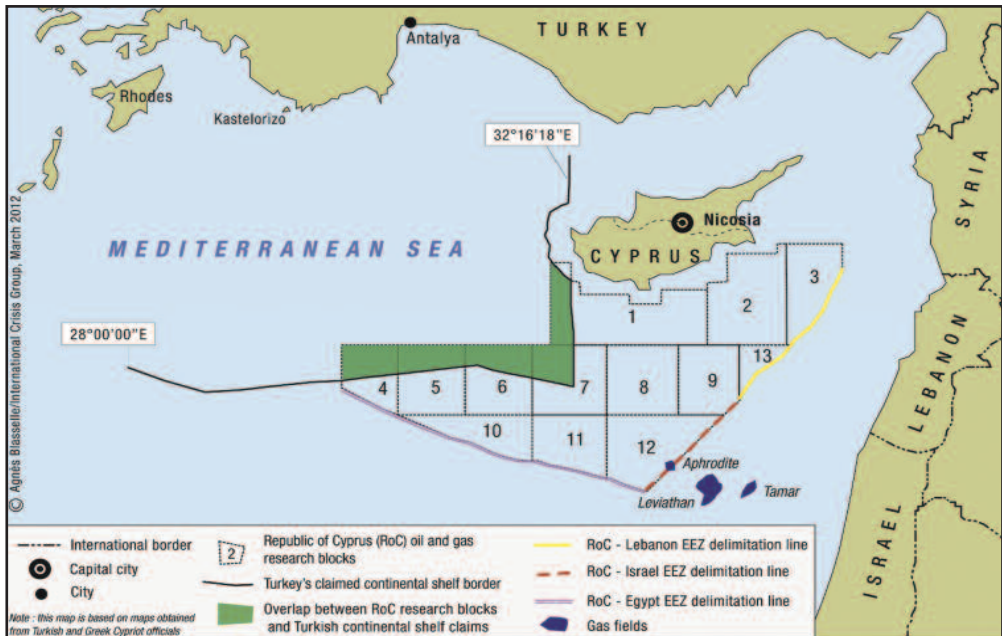 TURKEY
Antalya
Rhodes
Kastelorizo
32°16'18"E
Nicosia
CYPRUS
SYRIA
MEDITERRANEAN SEA
3
2
1
28°00'00"E
13
4
5
6
7
8
9
LEBANON
10
11
12
Aphrodite
Leviathan
Tamar
ISRAEL
© Agnès Blasselle/International Crisis Group, March 2012
International border
Capital city
City
Note : this map is based on maps obtained
from Turkish and Greek Cypriot officials
2
Republic of Cyprus (RoC) oil and gas
research blocks
Turkey's claimed continental shelf border
Overlap between RoC research blocks
and Turkish continental shelf claims
RoC - Lebanon EEZ delimitation line
RoC - Israel EEZ delimitation line
RoC - Egypt EEZ delimitation line
Gas fields